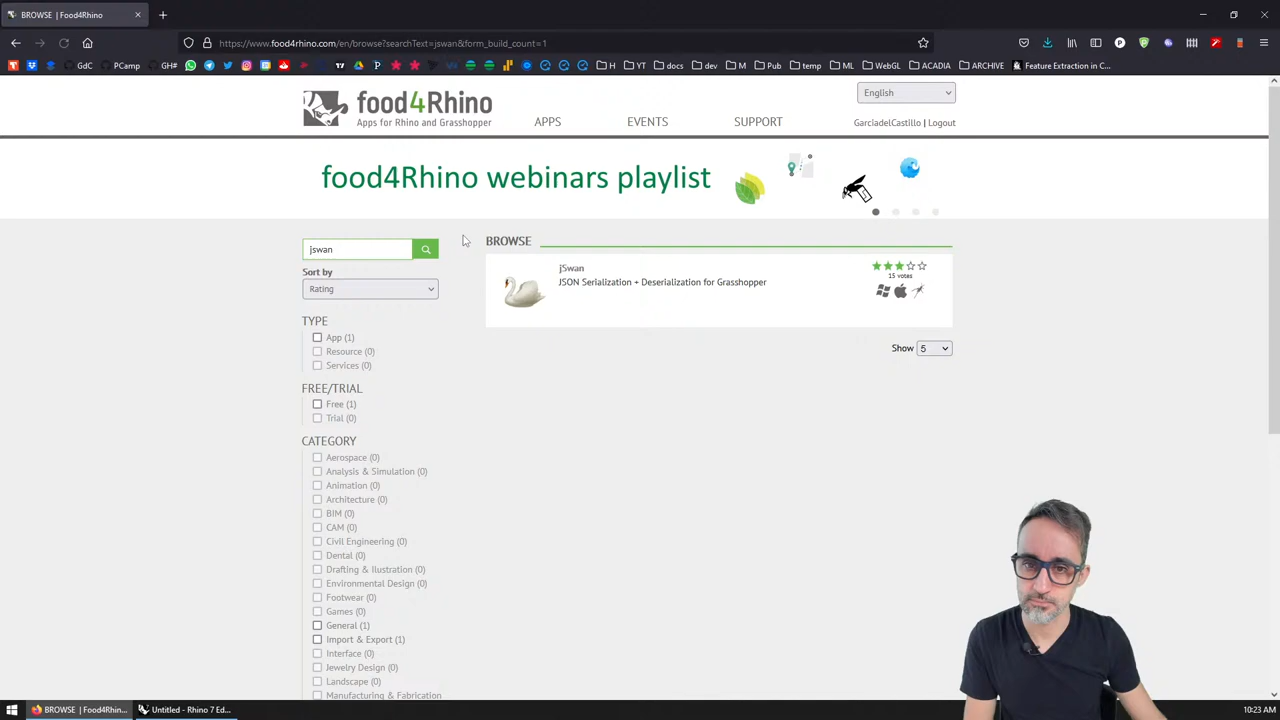 BROWSE | Food4Rhino
https://www.food4rhino.com/en/browse?searchText=jswan&form_build_count=1
GdC
PCamp
GH#
H
YT
docs
dev
M
Pub
temp
ML
WebGL
ACADIA
ARCHIVE
Feature Extraction in C...
food4Rhino
Apps for Rhino and Grasshopper
APPS
EVENTS
SUPPORT
English
GarciadelCastillo | Logout
food4Rhino webinars playlist
jswan
Sort by
Rating
TYPE
App (1)
Resource (0)
Services (0)
FREE/TRIAL
Free (1)
Trial (0)
CATEGORY
Aerospace (0)
Analysis & Simulation (0)
Animation (0)
Architecture (0)
BIM (0)
CAM (0)
Civil Engineering (0)
Dental (0)
Drafting & Ilustration (0)
Environmental Design (0)
Footwear (0)
Games (0)
General (1)
Import & Export (1)
Interface (0)
Jewelry Design (0)
Landscape (0)
Manufacturing & Fabrication
BROWSE
jSwan
JSON Serialization + Deserialization for Grasshopper
15 votes
Show 5
BROWSE | Food4Rhin...
Untitled - Rhino 7 Ed...
10:23 AM